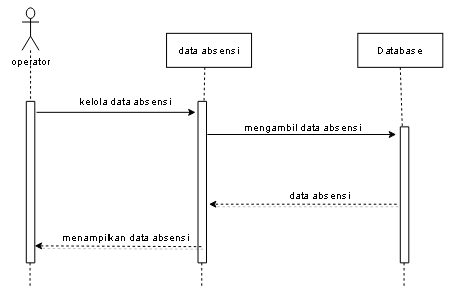 data absensi
Database
operator
kelola data absensi
mengambil data absensi
data absensi
menampilkan data absensi